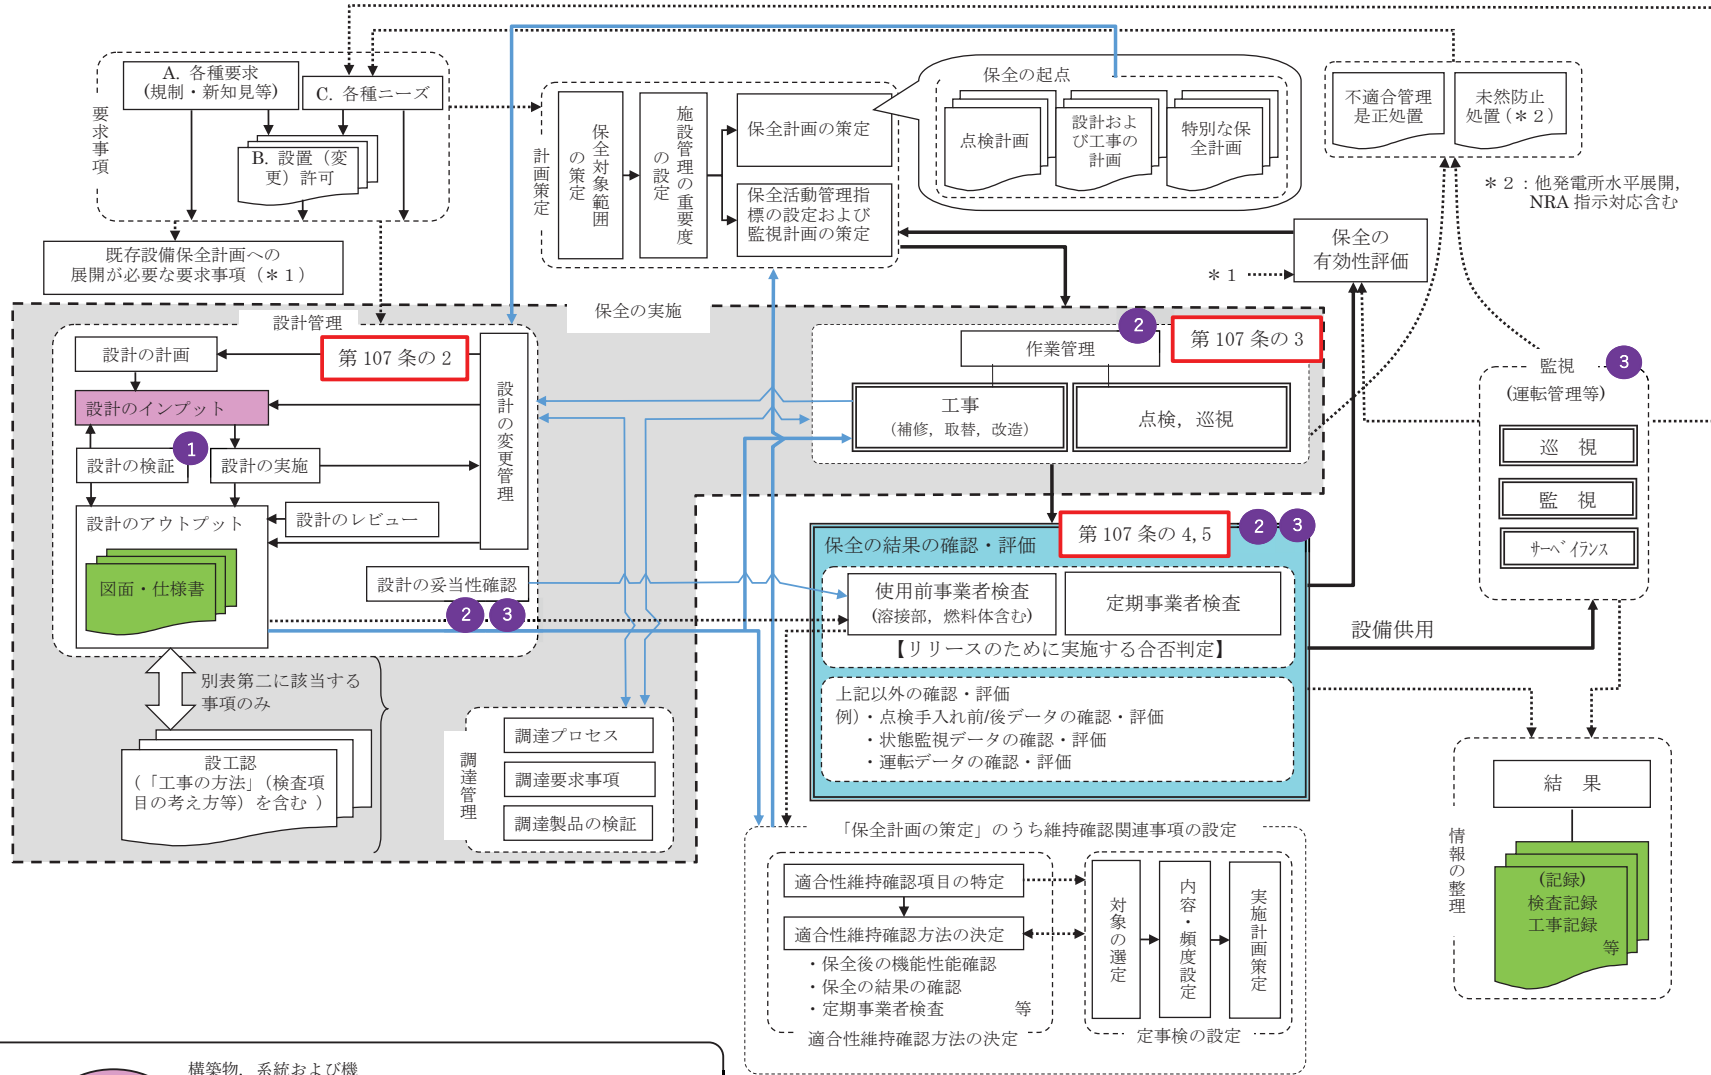 要求事項
A. 各種要求
(規制・新知見等)
C. 各種ニーズ
B. 設置（変
更）許可
既存設備保全計画への
展開が必要な要求事項（＊1）
計画策定
保全対象範囲
の策定
施設管理の重要度
の設定
保全計画の策定
保全活動管理指
標の設定および
監視計画の策定
保全の起点
点検計画
設計およ
び工事の
計画
特別な保
全計画
不適合管理
是正処置
未然防止
処置(＊2)
＊2：他発電所水平展開,
NRA 指示対応含む
保全の
有効性評価
＊1
保全の実施
設計管理
設計の計画
第 107 条の 2
設計のインプット
設計の検証
1
設計の実施
設計の変更管理
設計のアウトプット
設計のレビュー
図面・仕様書
設計の妥当性確認
2
3
別表第二に該当する
事項のみ
設工認
(「工事の方法」(検査項
目の考え方等）を含む ）
調達管理
調達プロセス
調達要求事項
調達製品の検証
2
作業管理
第 107 条の 3
工事
(補修，取替，改造)
点検，巡視
監視
3
(運転管理等)
巡 視
監 視
ｻｰﾍﾞｲﾗﾝｽ
第 107 条の 4, 5
2
3
保全の結果の確認・評価
使用前事業者検査
(溶接部，燃料体含む)
定期事業者検査
【リリースのために実施する合否判定】
上記以外の確認・評価
例）・点検手入れ前/後データの確認・評価
・状態監視データの確認・評価
・運転データの確認・評価
設備供用
「保全計画の策定」のうち維持確認関連事項の設定
適合性維持確認項目の特定
適合性維持確認方法の決定
・保全後の機能性能確認
・保全の結果の確認
・定期事業者検査 等
適合性維持確認方法の決定
対象の選定
内容・頻度設定
実施計画策定
定事検の設定
情報の整理
結 果
(記録)
検査記録
工事記録
等
構築物，系統および機